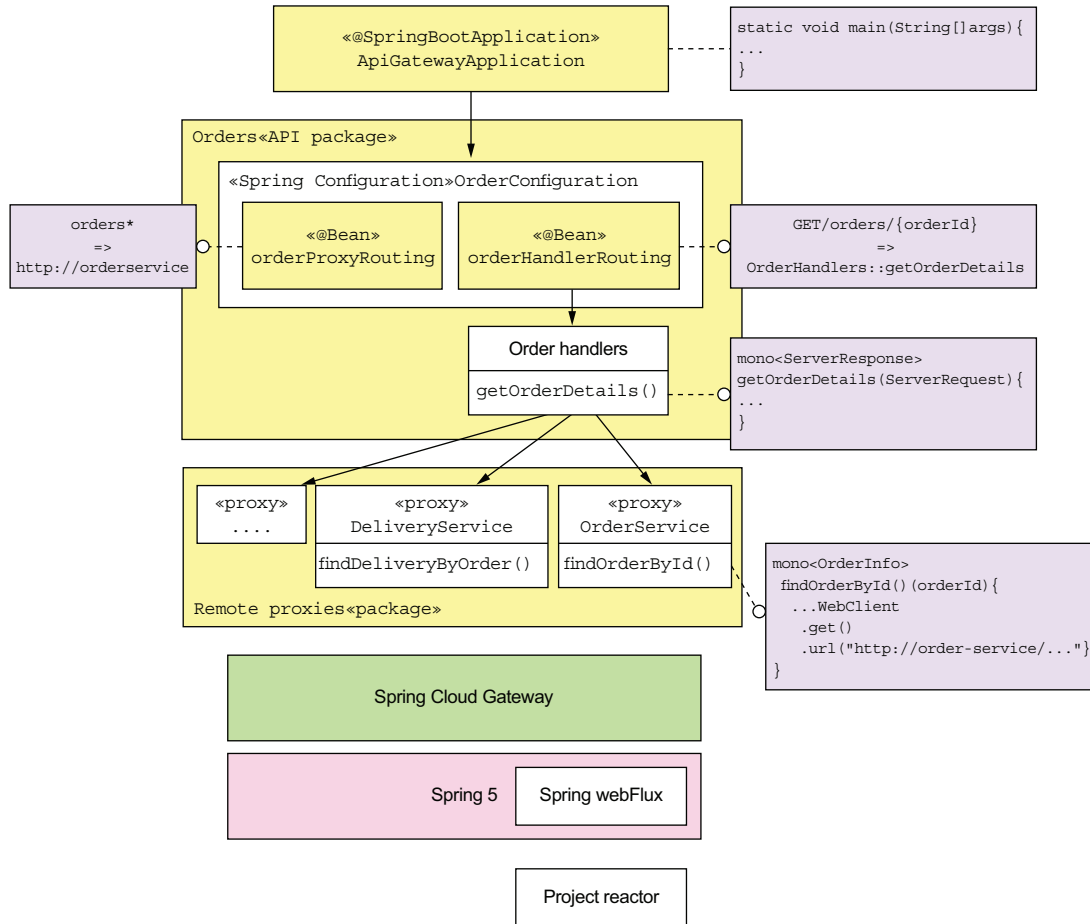 «@SpringBootApplication»
ApiGatewayApplication
static void main(String[]args){
...
}
Orders«API package»
«Spring Configuration»OrderConfiguration
orders*
=>
http://orderservice
«@Bean»
orderProxyRouting
«@Bean»
orderHandlerRouting
GET/orders/{orderId}
=>
OrderHandlers::getOrderDetails
Order handlers
getOrderDetails()
mono<ServerResponse>
getOrderDetails(ServerRequest){
...
}
«proxy»
....
«proxy»
DeliveryService
findDeliveryByOrder()
«proxy»
OrderService
findOrderById()
Remote proxies«package»
mono<OrderInfo>
findOrderById()(orderId){
...WebClient
.get()
.url("http://order-service/..."}
}
Spring Cloud Gateway
Spring 5
Spring webFlux
Project reactor